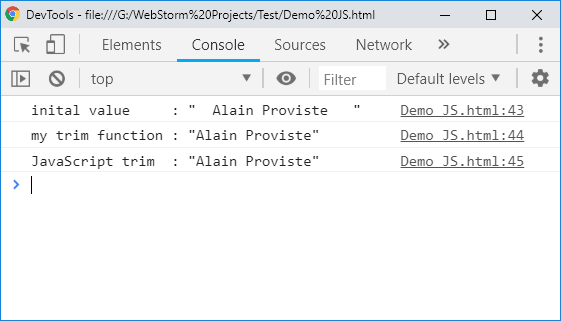 DevTools - file:///G:/WebStorm%20Projects/Test/Demo%20JS.html
Elements Console Sources Network »
top Filter Default levels
inital value     : "  Alain Proviste   " Demo JS.html:43
my trim function : "Alain Proviste" Demo JS.html:44
JavaScript trim  : "Alain Proviste" Demo JS.html:45